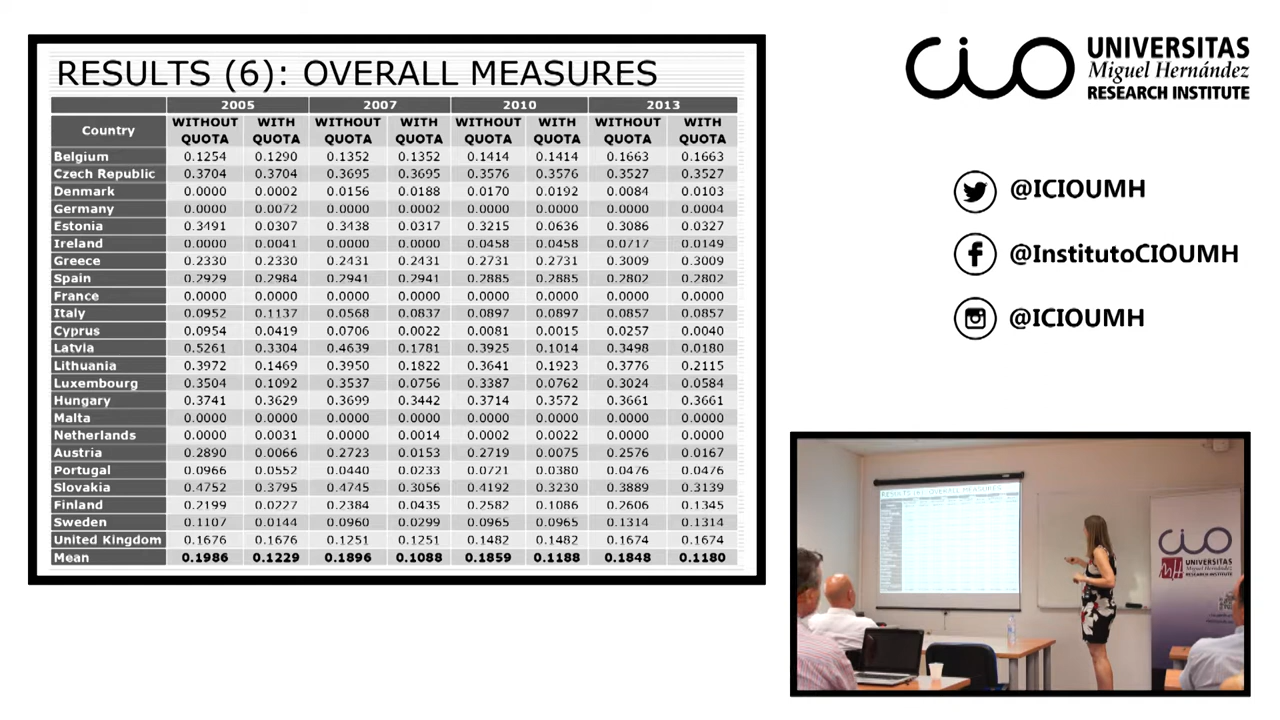 RESULTS (6): OVERALL MEASURES
2005 2007 2010 2013
Country WITHOUT QUOTA WITH QUOTA WITHOUT QUOTA WITH QUOTA WITHOUT QUOTA WITH QUOTA WITHOUT QUOTA WITH QUOTA
Belgium 0.1254 0.1290 0.1352 0.1352 0.1414 0.1414 0.1663 0.1663
Czech Republic 0.3704 0.3704 0.3695 0.3695 0.3576 0.3576 0.3527 0.3527
Denmark 0.0000 0.0002 0.0156 0.0188 0.0170 0.0192 0.0084 0.0103
Germany 0.0000 0.0072 0.0000 0.0002 0.0000 0.0000 0.0000 0.0004
Estonia 0.3491 0.0307 0.3438 0.0317 0.3215 0.0636 0.3086 0.0327
Ireland 0.0000 0.0041 0.0000 0.0000 0.0458 0.0458 0.0717 0.0149
Greece 0.2330 0.2330 0.2431 0.2431 0.2731 0.2731 0.3009 0.3009
Spain 0.2929 0.2984 0.2941 0.2941 0.2885 0.2885 0.2802 0.2802
France 0.0000 0.0000 0.0000 0.0000 0.0000 0.0000 0.0000 0.0000
Italy 0.0952 0.1137 0.0568 0.0837 0.0897 0.0897 0.0857 0.0857
Cyprus 0.0954 0.0419 0.0706 0.0022 0.0081 0.0015 0.0257 0.0040
Latvia 0.5261 0.3304 0.4639 0.1781 0.3925 0.1014 0.3498 0.0180
Lithuania 0.3972 0.1469 0.3950 0.1822 0.3641 0.1923 0.3776 0.2115
Luxembourg 0.3504 0.1092 0.3537 0.0756 0.3387 0.0762 0.3024 0.0584
Hungary 0.3741 0.3629 0.3699 0.3442 0.3714 0.3572 0.3661 0.3661
Malta 0.0000 0.0000 0.0000 0.0000 0.0000 0.0000 0.0000 0.0000
Netherlands 0.0000 0.0031 0.0000 0.0014 0.0002 0.0022 0.0000 0.0000
Austria 0.2890 0.0066 0.2723 0.0153 0.2719 0.0075 0.2576 0.0167
Portugal 0.0966 0.0552 0.0440 0.0233 0.0721 0.0380 0.0476 0.0476
Slovakia 0.4752 0.3795 0.4745 0.3056 0.4192 0.3230 0.3889 0.3139
Finland 0.2199 0.0227 0.2384 0.0435 0.2582 0.1086 0.2606 0.1345
Sweden 0.1107 0.0144 0.0960 0.0299 0.0965 0.0965 0.1314 0.1314
United Kingdom 0.1676 0.1676 0.1251 0.1251 0.1482 0.1482 0.1674 0.1674
Mean 0.1986 0.1229 0.1896 0.1088 0.1859 0.1188 0.1848 0.1180
cio
UNIVERSITAS
Miguel Hernández
RESEARCH INSTITUTE
@ICIOUMH
@InstitutoCIOUMH
@ICIOUMH
RESULTS (6): OVERALL MEASURES
cio
UNIVERSITAS
Miguel Hernández
RESEARCH INSTITUTE